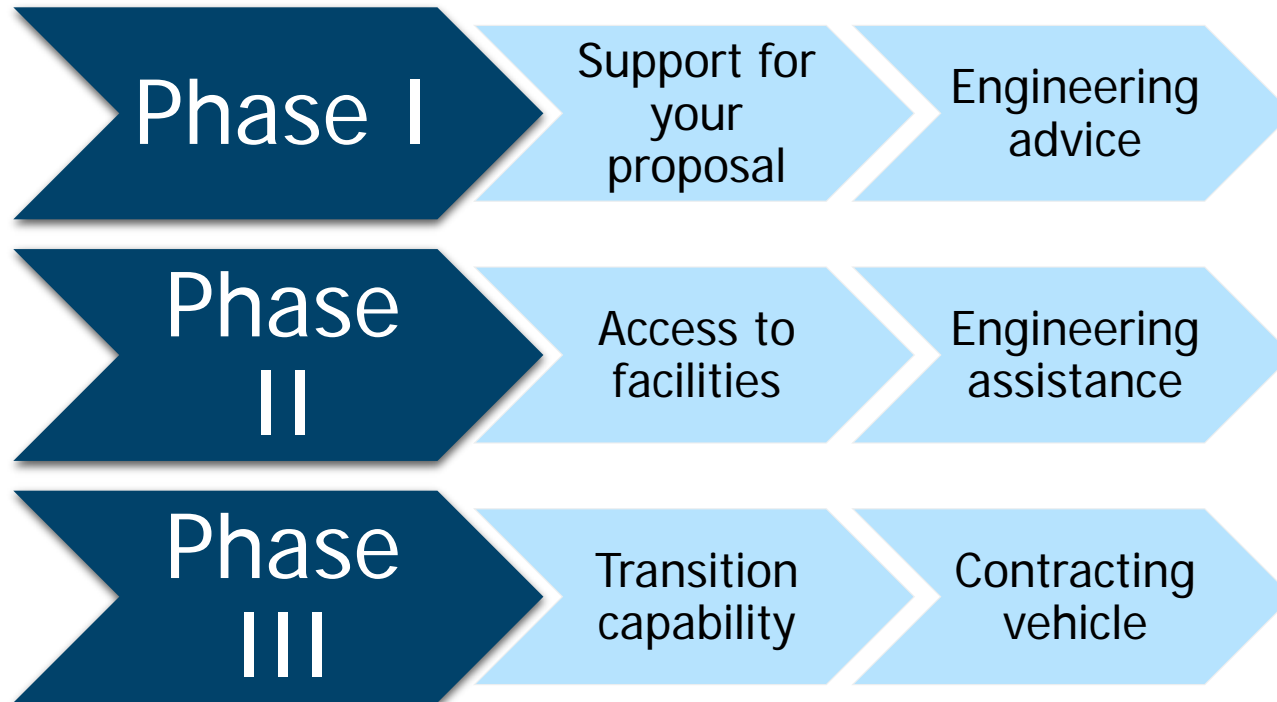 Phase I
Support for
your
proposal
Engineering
advice
Phase
II
Access to
facilities
Engineering
assistance
Phase
III
Transition
capability
Contracting
vehicle